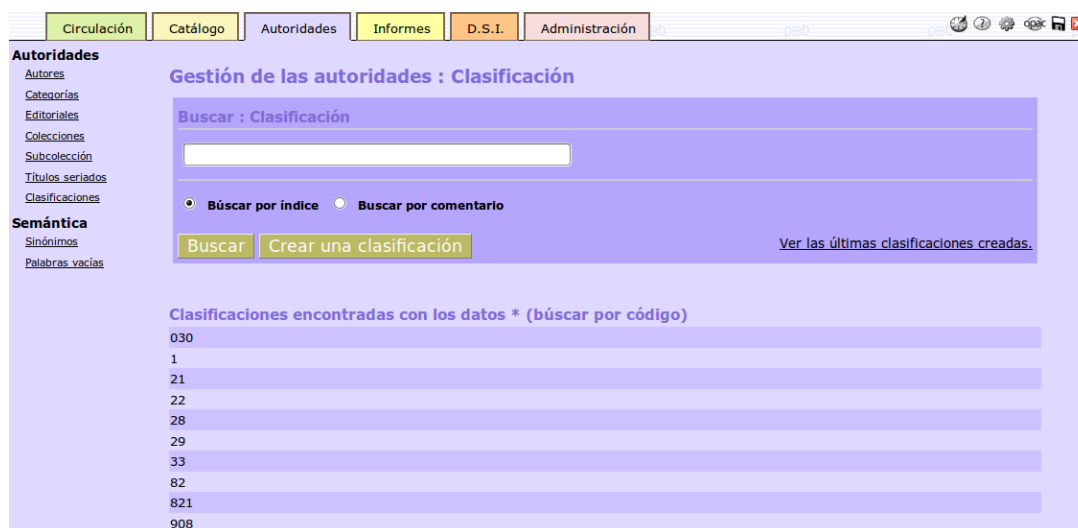 Circulación Catálogo Autoridades Informes D.S.I. Administración opac
Autoridades
Autores
Categorías
Editoriales
Colecciones
Subcolección
Títulos seriados
Clasificaciones
Semántica
Sinónimos
Palabras vacías
Gestión de las autoridades : Clasificación
Buscar : Clasificación
Búscar por índice Buscar por comentario
Buscar Crear una clasificación Ver las últimas clasificaciones creadas.
Clasificaciones encontradas con los datos * (búscar por código)
030
1
21
22
28
29
33
82
821
908